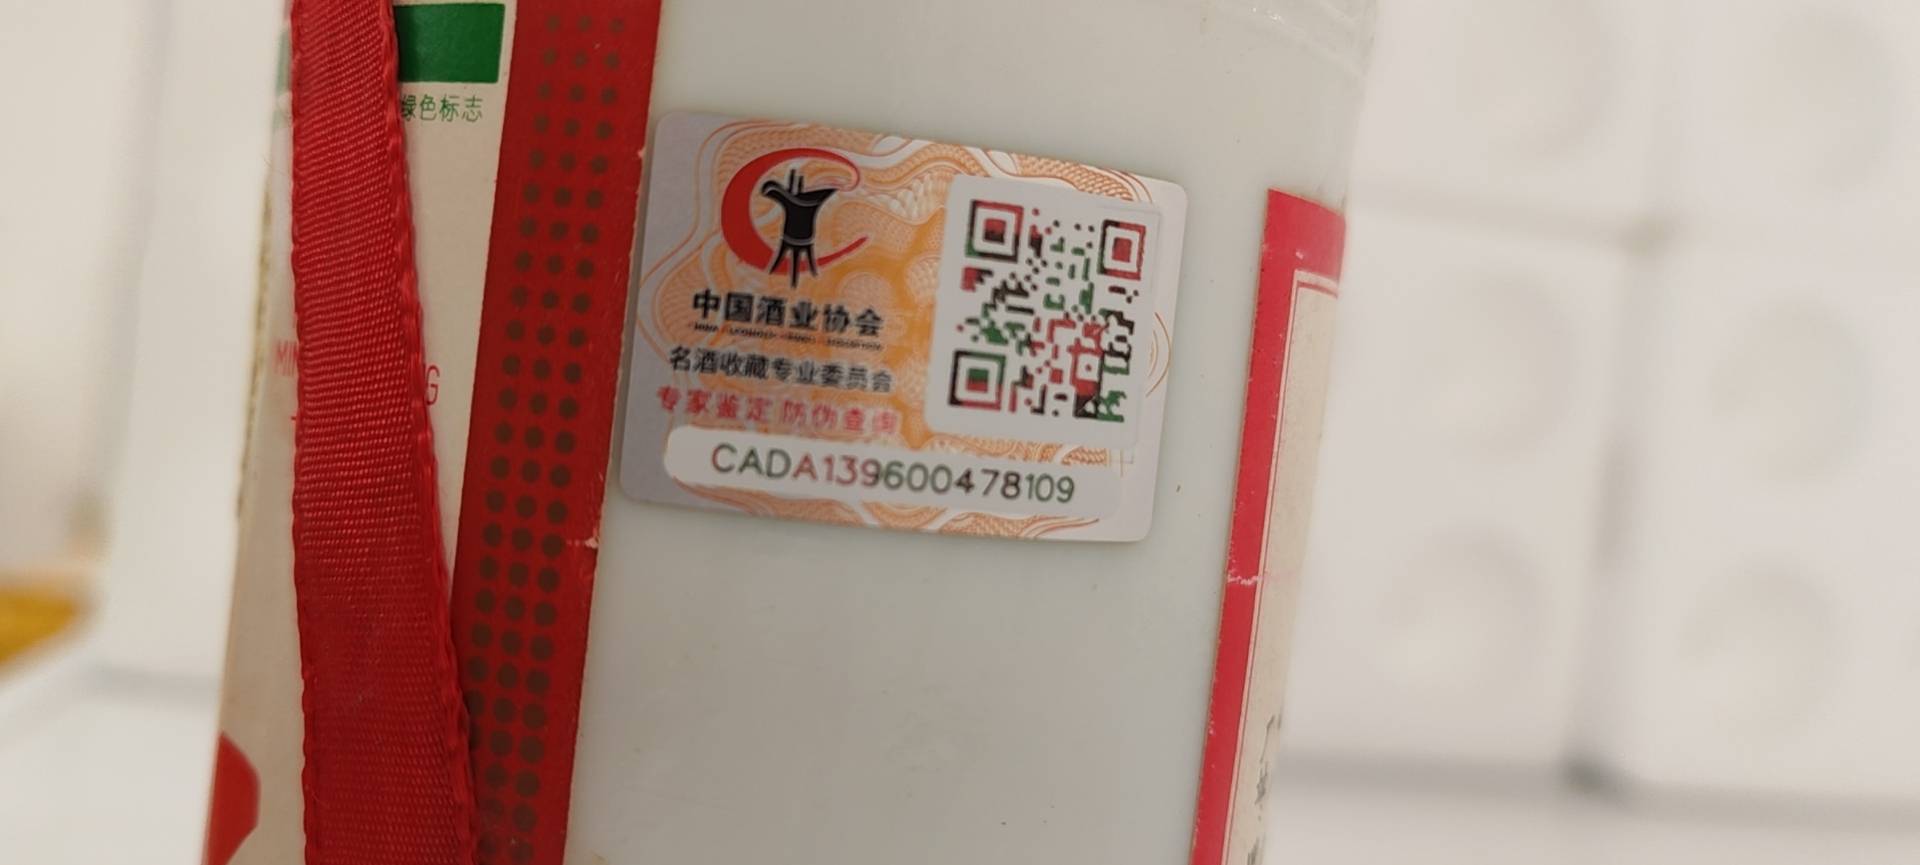 绿色标志
中国酒业协会
名酒收藏专业委员会
专家鉴定 防伪查询
CADA139600478109